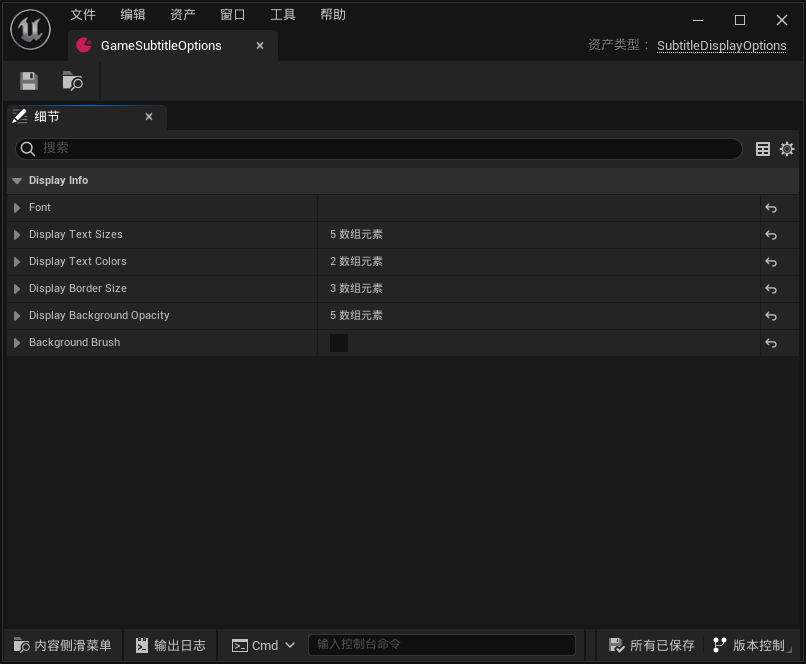 文件 编辑 资产 窗口 工具 帮助
GameSubtitleOptions
资产类型： SubtitleDisplayOptions
细节
搜索
Display Info
Font
Display Text Sizes 5 数组元素
Display Text Colors 2 数组元素
Display Border Size 3 数组元素
Display Background Opacity 5 数组元素
Background Brush
内容侧滑菜单 输出日志 Cmd 输入控制台命令 所有已保存 版本控制